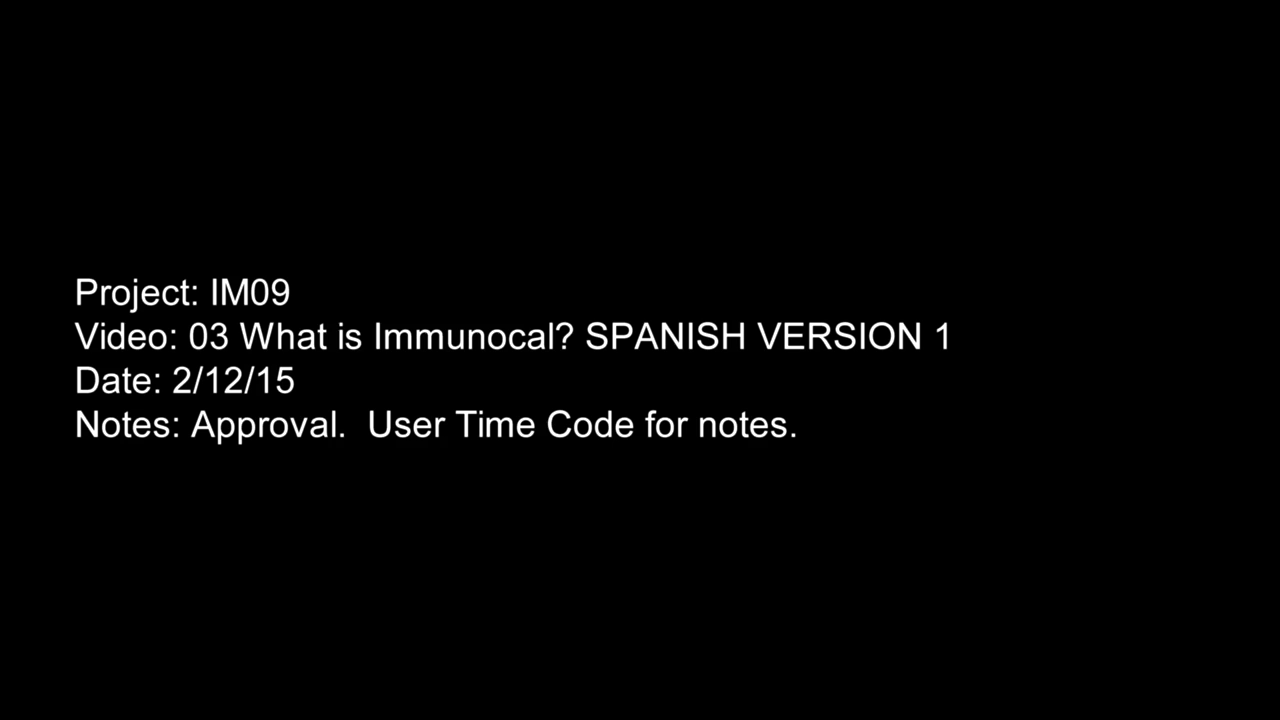 Project: IM09
Video: 03 What is Immunocal? SPANISH VERSION 1
Date: 2/12/15
Notes: Approval.  User Time Code for notes.